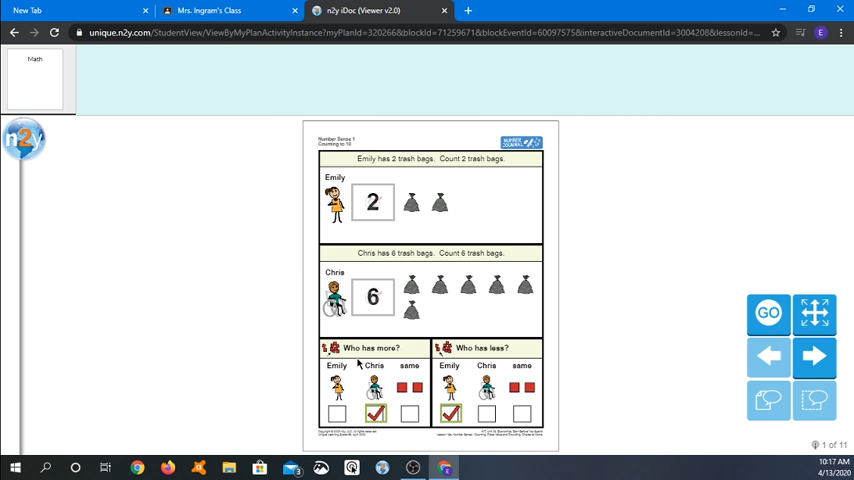 New Tab
Mrs. Ingram's Class
n2y iDoc (Viewer v2.0)
unique.n2y.com/StudentView/ViewByMyPlanActivityInstance?myPlanId=320266&blockId=71259671&blockEventId=60097575&interactiveDocumentId=3004208&lessonId=...
E
Math
n2y
Number Sense 1
Counting to 10
NUMBER JOURNAL
Emily has 2 trash bags. Count 2 trash bags.
Emily
2
Chris has 6 trash bags. Count 6 trash bags.
Chris
6
Who has more?
Who has less?
Emily Chris same
Emily Chris same
GO
1 of 11
3
10:17 AM
4/13/2020